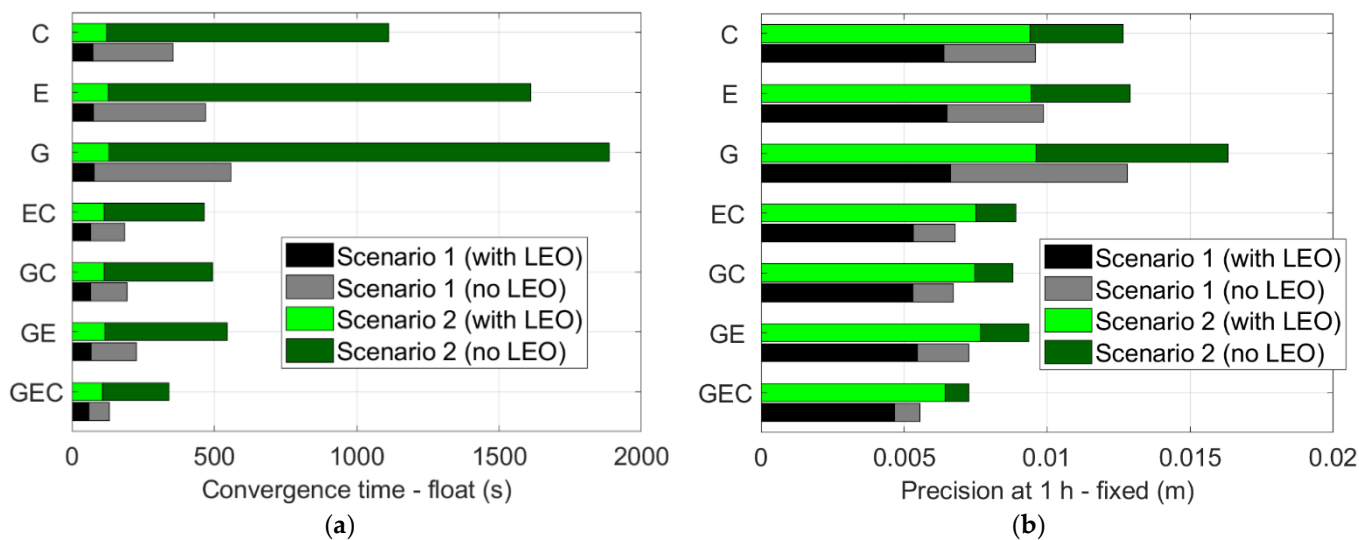 C
E
G
EC
GC
GE
GEC
Scenario 1 (with LEO)
Scenario 1 (no LEO)
Scenario 2 (with LEO)
Scenario 2 (no LEO)
0 500 1000 1500 2000
Convergence time - float (s)
(a)
C
E
G
EC
GC
GE
GEC
Scenario 1 (with LEO)
Scenario 1 (no LEO)
Scenario 2 (with LEO)
Scenario 2 (no LEO)
0 0.005 0.01 0.015 0.02
Precision at 1 h - fixed (m)
(b)